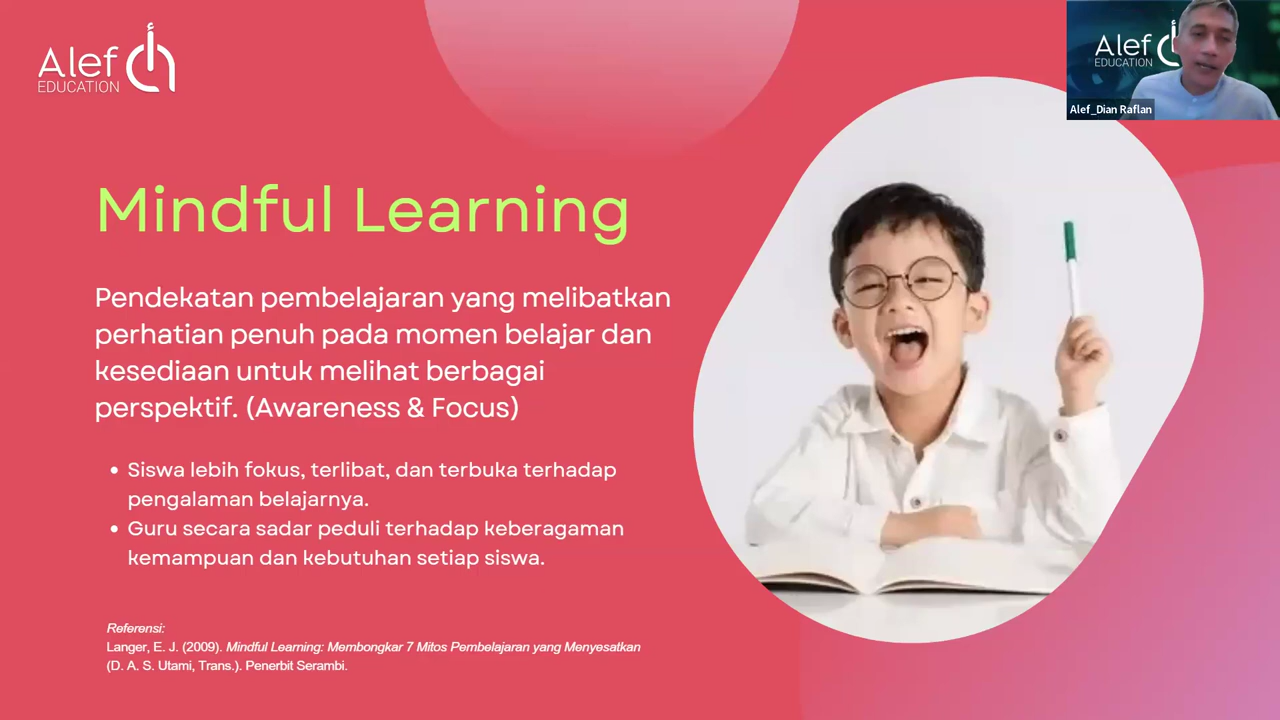 Alef
EDUCATION
Alef
EDUCATION
Alef_Dian Raflan
Mindful Learning
Pendekatan pembelajaran yang melibatkan
perhatian penuh pada momen belajar dan
kesediaan untuk melihat berbagai
perspektif. (Awareness & Focus)
• Siswa lebih fokus, terlibat, dan terbuka terhadap
pengalaman belajarnya.
• Guru secara sadar peduli terhadap keberagaman
kemampuan dan kebutuhan setiap siswa.
Referensi:
Langer, E. J. (2009). Mindful Learning: Membongkar 7 Mitos Pembelajaran yang Menyesatkan
(D. A. S. Utami, Trans.). Penerbit Serambi.